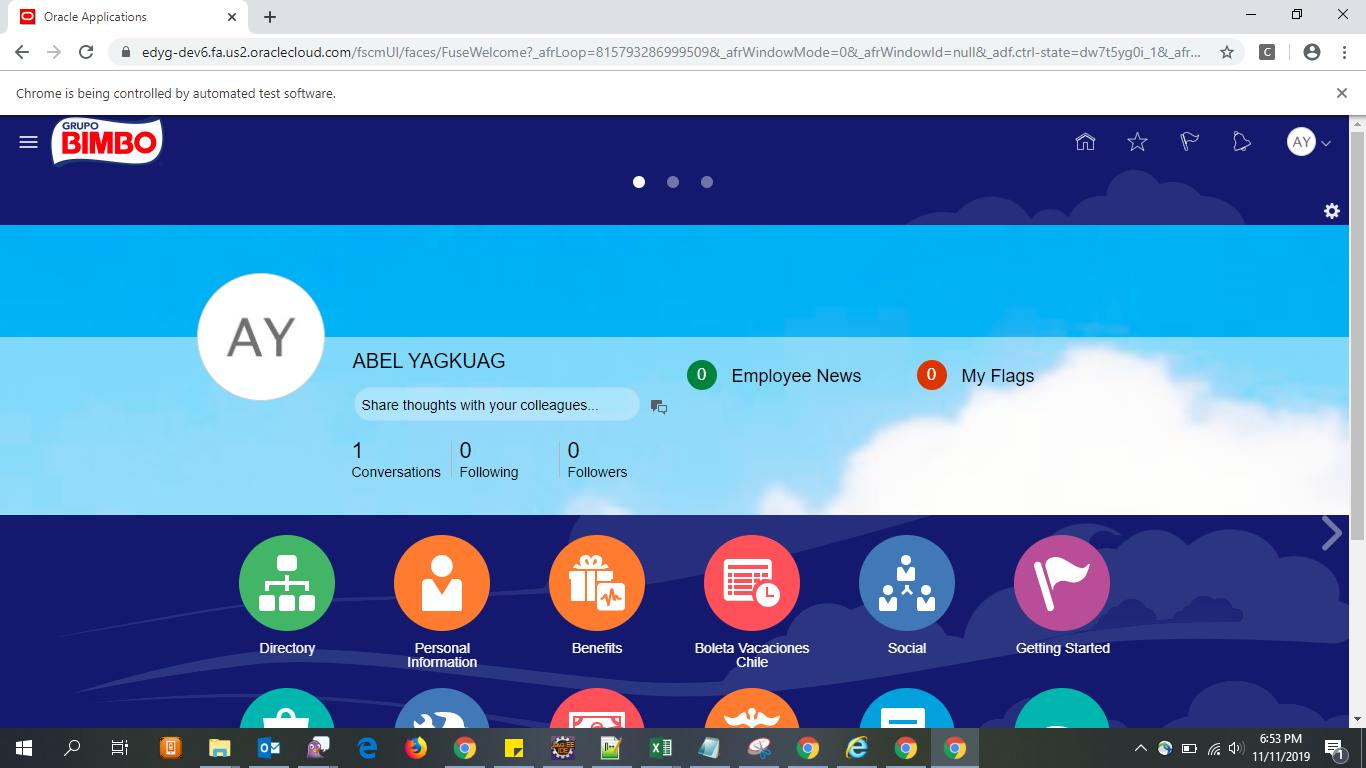 Oracle Applications
edyg-dev6.fa.us2.oraclecloud.com/fscmUI/faces/FuseWelcome?_afrLoop=8157932869995098&_afrWindowMode=0&_afrWindowId=null&_adf.ctrl-state=dw7t5yg0i_1&_afr...
C
Chrome is being controlled by automated test software.
GRUPO
BIMBO
AY
AY
ABEL YAGKUAG
0 Employee News
0 My Flags
Share thoughts with your colleagues...
1 0 0
Conversations Following Followers
Directory
Personal
Information
Benefits
Boleta Vacaciones
Chile
Social
Getting Started
6:53 PM
11/11/2019
1